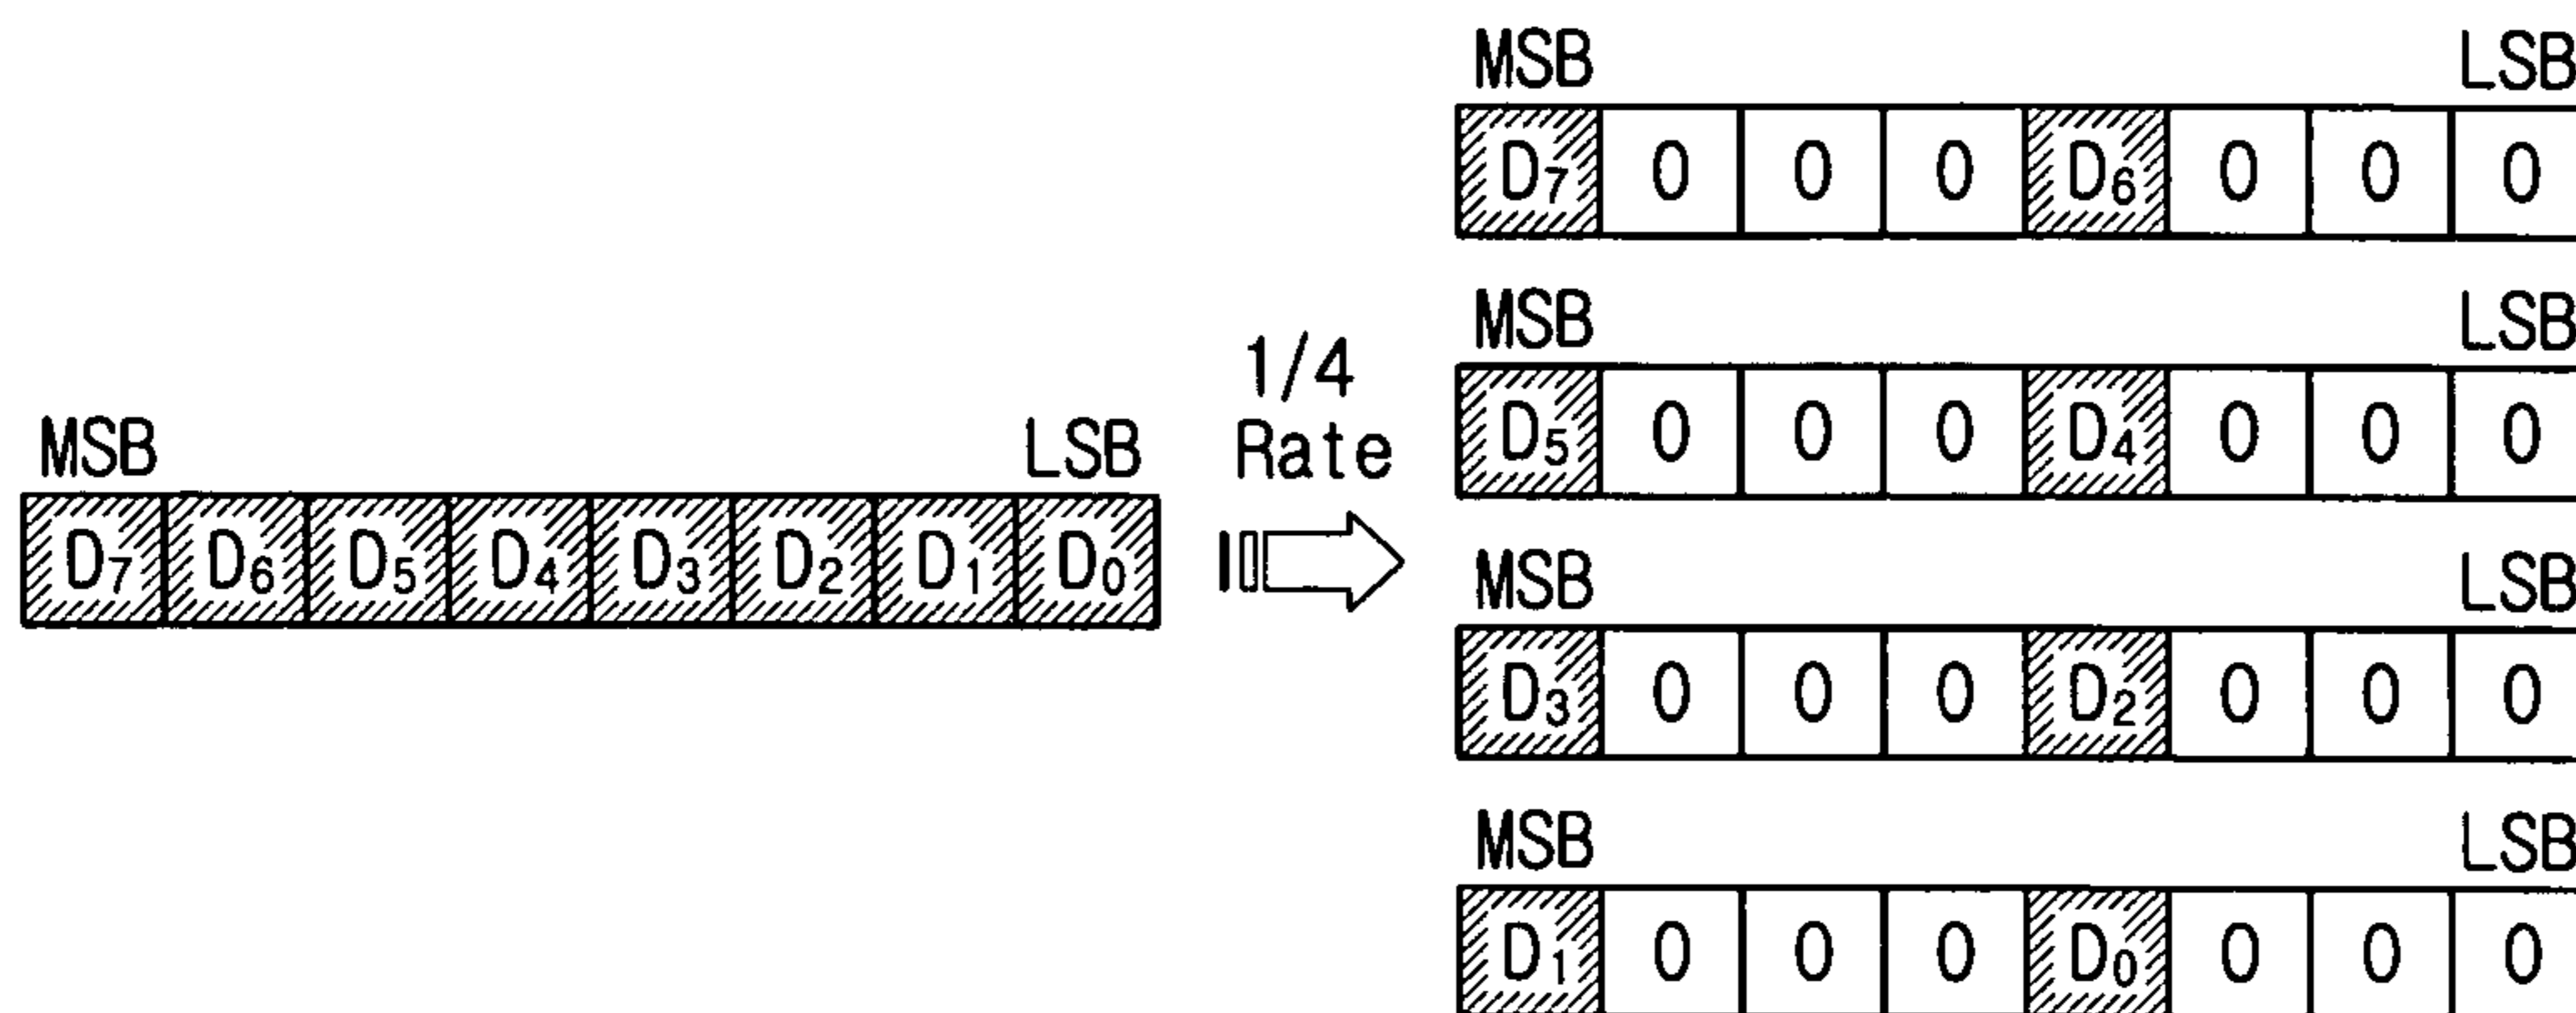 MSB LSB
D7 D6 D5 D4 D3 D2 D1 D0
1/4
Rate
MSB LSB
D7 0 0 0 D6 0 0 0
MSB LSB
D5 0 0 0 D4 0 0 0
MSB LSB
D3 0 0 0 D2 0 0 0
MSB LSB
D1 0 0 0 D0 0 0 0